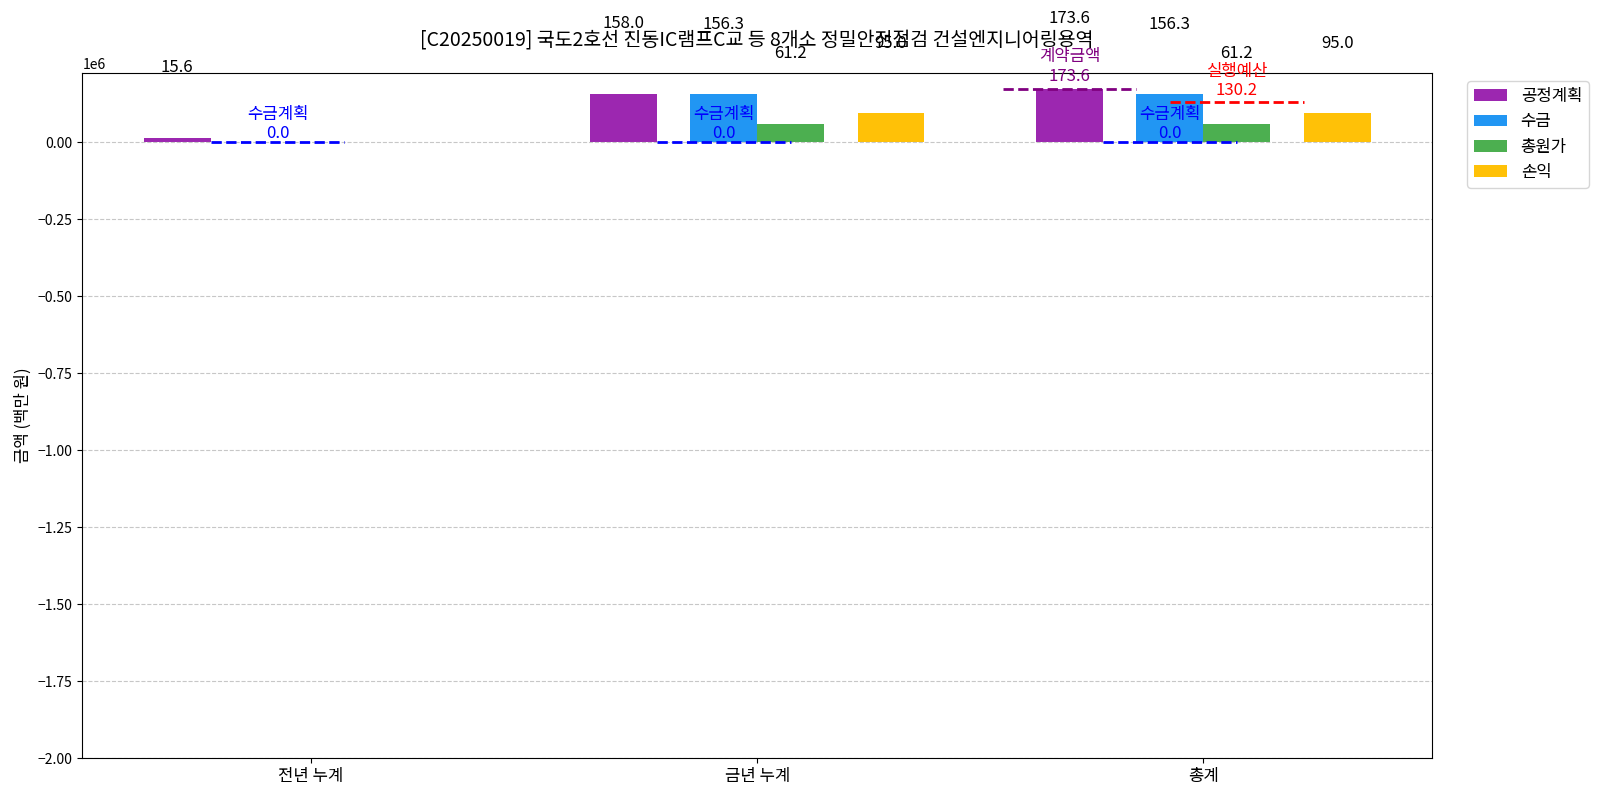 158.0
156.3
173.6
156.3
[C20250019] 국도2호선 진동IC램프C교 등 8개소 정밀안전점검 건설엔지니어링용역
61.2
95.0
61.2
95.0
1e6
15.6
계약금액
173.6
실행예산
130.2
수금계획
0.0
수금계획
0.0
수금계획
0.0
공정계획
수금
총원가
손익
금액 (백만 원)
0.00
−0.25
−0.50
−0.75
−1.00
−1.25
−1.50
−1.75
−2.00
전년 누계
금년 누계
총계